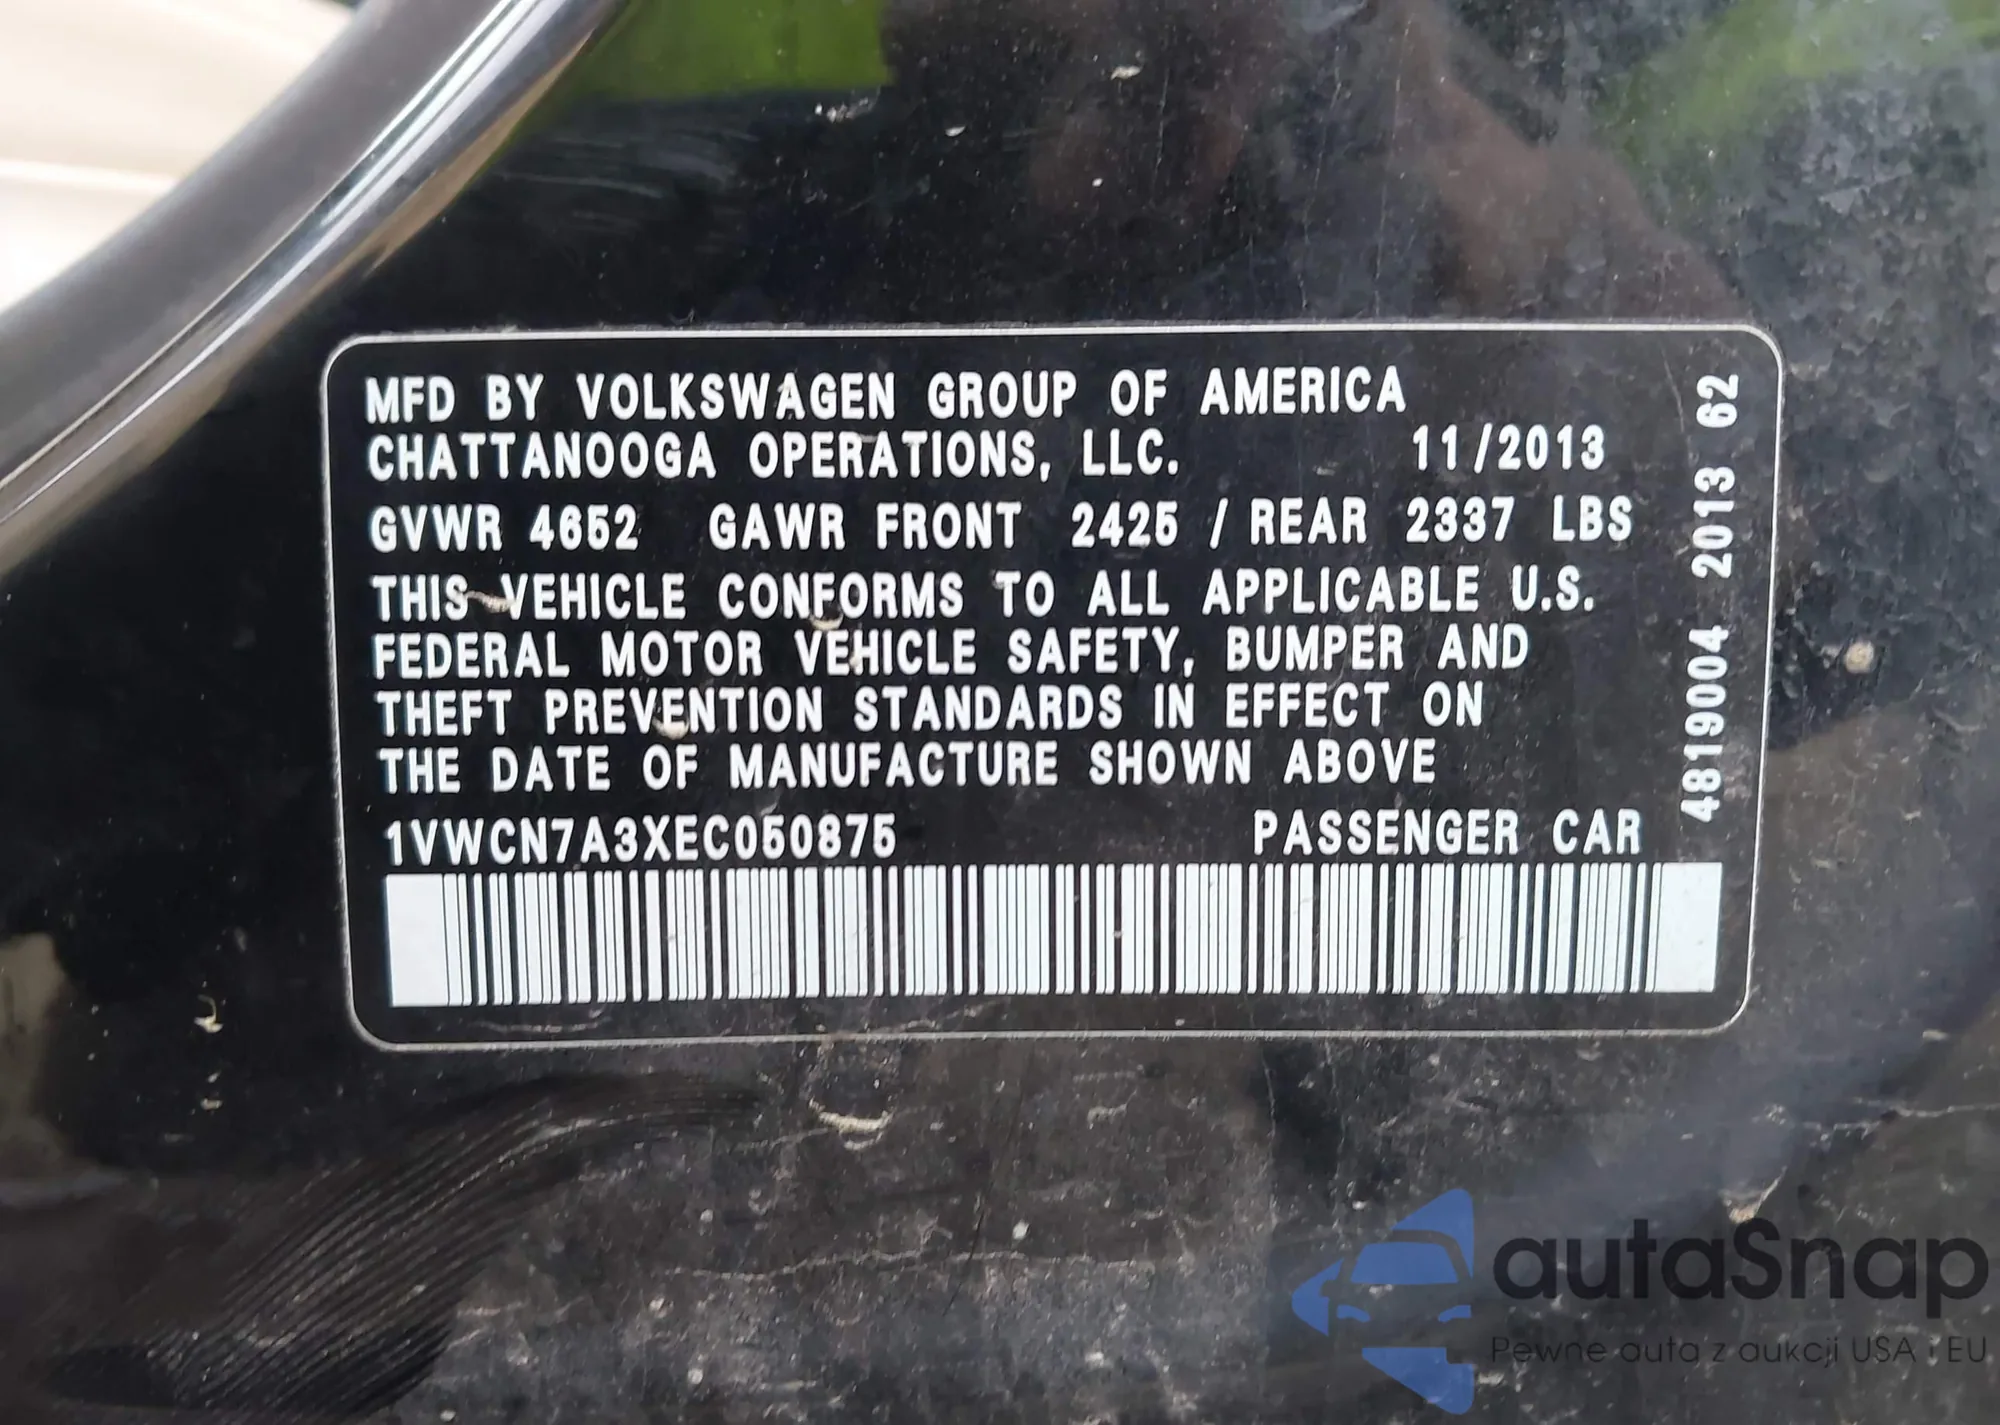 MFD BY VOLKSWAGEN GROUP OF AMERICA
CHATTANOOGA OPERATIONS, LLC. 11/2013
GVWR 4652 GAWR FRONT 2425 / REAR 2337 LBS
THIS VEHICLE CONFORMS TO ALL APPLICABLE U.S.
FEDERAL MOTOR VEHICLE SAFETY, BUMPER AND
THEFT PREVENTION STANDARDS IN EFFECT ON
THE DATE OF MANUFACTURE SHOWN ABOVE
1VWCN7A3XEC050875 PASSENGER CAR
4819004 2013 62
autaSnap
Pewne auta z aukcji USA i EU